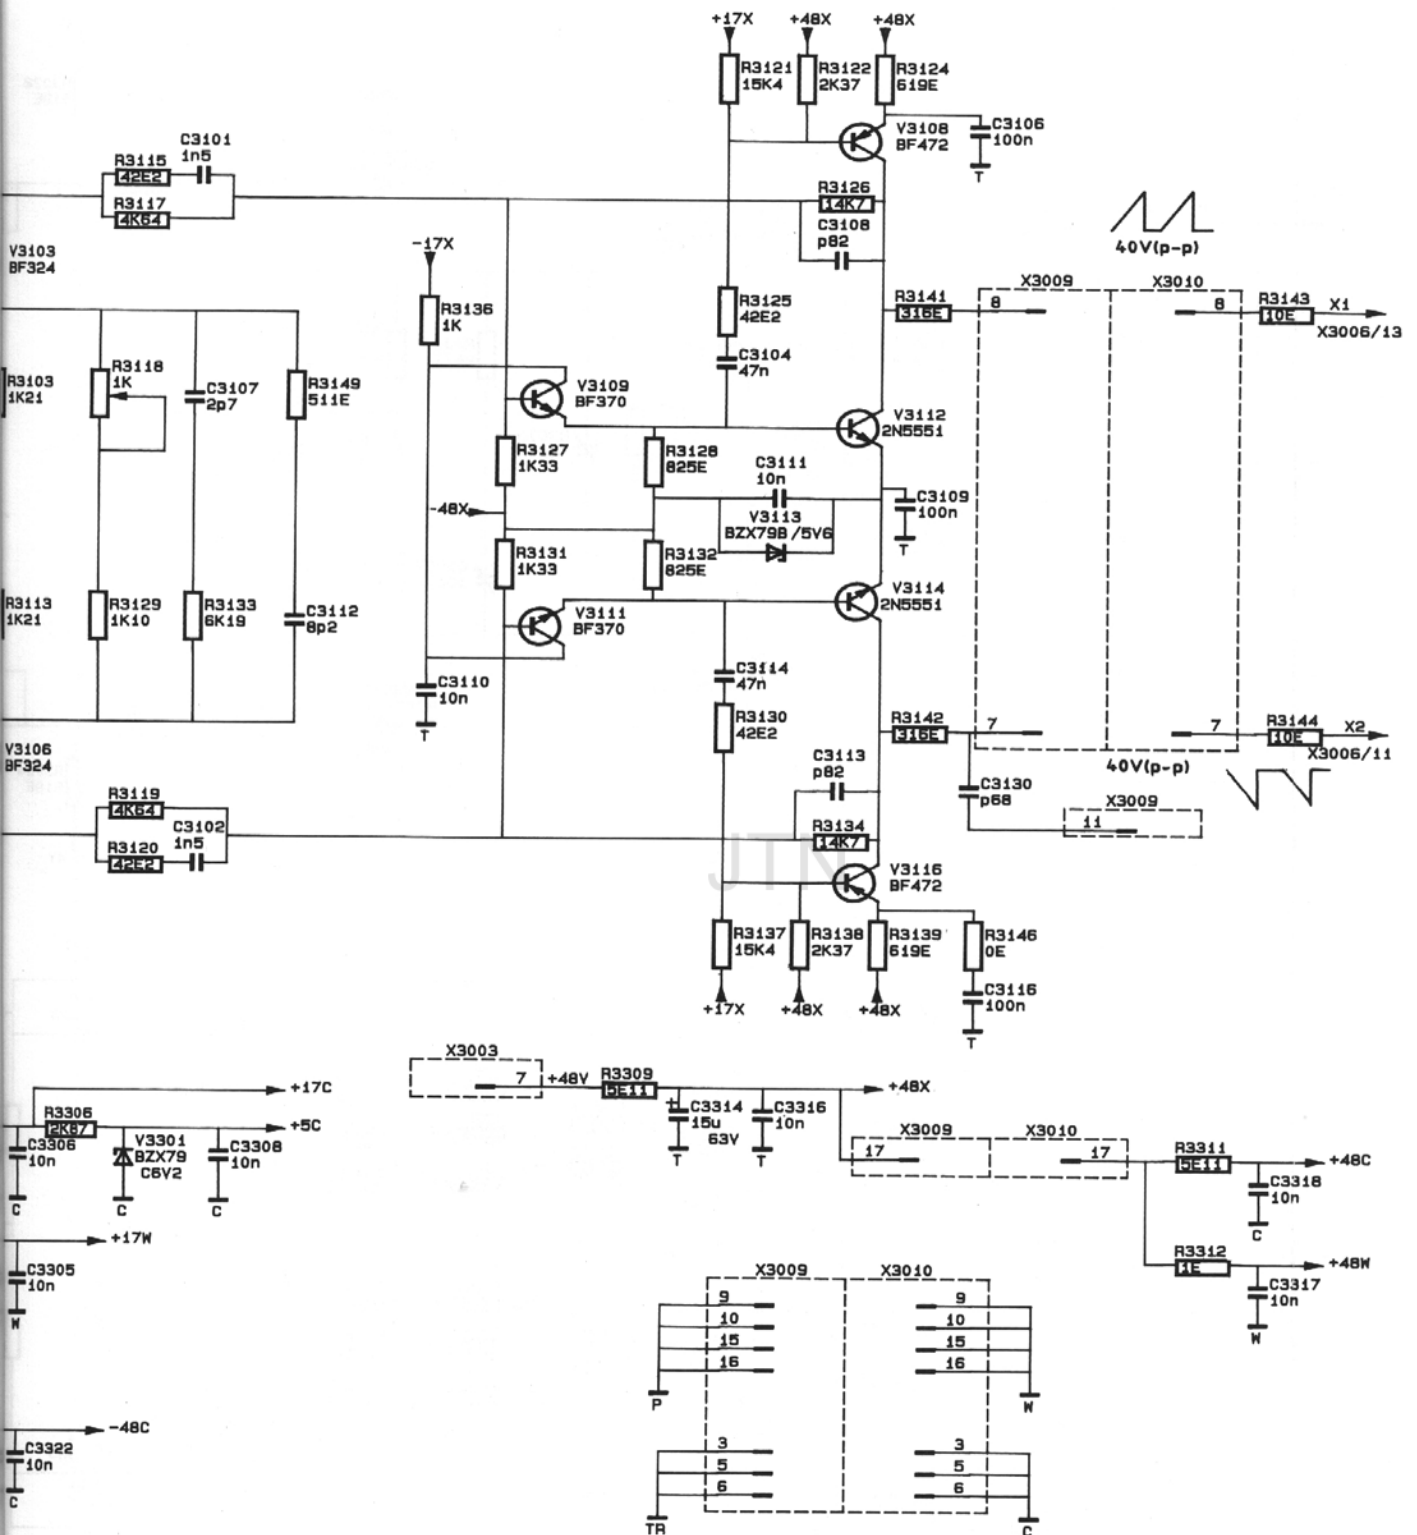 +17X +48X +48X
R3121 15K4
R3122 2K37
R3124 619E
V3108 BF472
C3106 100n
T
C3101 1n5
R3115 42E2
R3117 4K64
R3126 14K7
C3108 p82
V3103 BF324
-17X
40V(p-p)
X3009 X3010
R3136 1K
R3125 42E2
R3141 316E
8 8
R3143 10E
X1
X3006/13
C3104 47n
R3103 1K21
R3118 1K
C3107 2p7
R3149 511E
V3109 BF370
V3112 2N5551
R3127 1K33
R3128 825E
C3111 10n
C3109 100n
T
-48X
V3113 BZX79B/5V6
R3131 1K33
R3132 825E
V3114 2N5551
R3113 1K21
R3129 1K10
R3133 6K19
C3112 8p2
V3111 BF370
C3110 10n
T
C3114 47n
R3130 42E2
R3142 316E
7 7
R3144 10E
X2
X3006/11
V3106 BF324
C3113 p82
40V(p-p)
C3130 p68
X3009
11
R3119 4K64
C3102 1n5
R3120 42E2
R3134 14K7
JTN
V3116 BF472
R3137 15K4
R3138 2K37
R3139 619E
R3146 0E
C3116 100n
T
+17X +48X +48X
X3003
7
+48V
R3309 5E11
+48X
+17C
R3306 2K87
+5C
C3306 10n
C
V3301 BZX79 C6V2
C
C3308 10n
C
+
C3314 15u 63V
T
C3316 10n
T
X3009 X3010
17 17
R3311 5E11
+48C
C3318 10n
C
+17W
C3305 10n
W
R3312 1E
+48W
C3317 10n
W
X3009 X3010
9 9
10 10
15 15
16 16
P W
-48C
C3322 10n
C
3 3
5 5
6 6
TR C